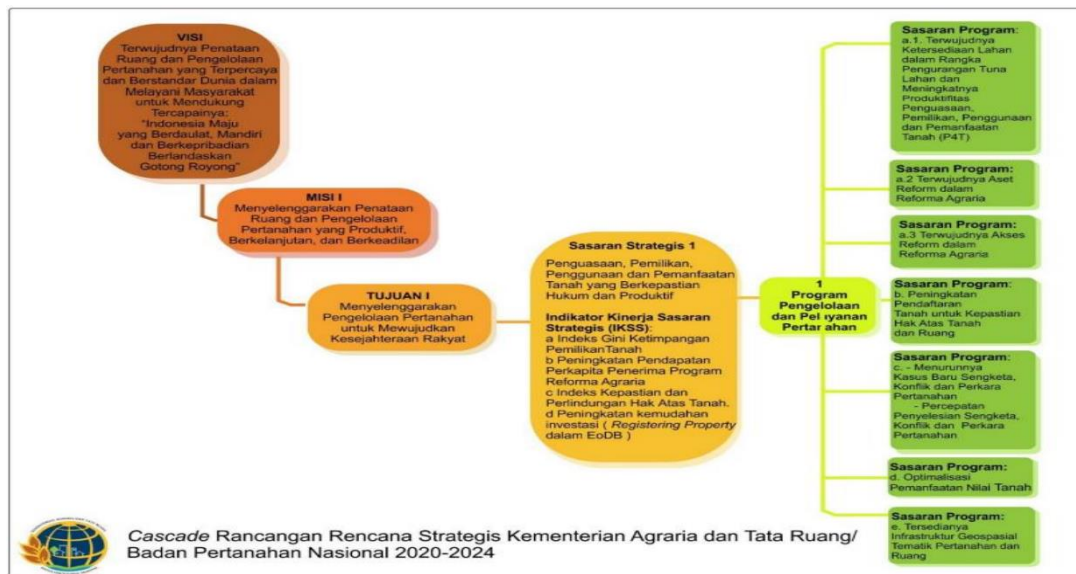 VISI
Terwujudnya Penataan
Ruang dan Pengelolaan
Pertanahan yang Terpercaya
dan Berstandar Dunia dalam
Melayani Masyarakat
untuk Mendukung
Tercapainya:
"Indonesia Maju
yang Berdaulat, Mandiri
dan Berkepribadian
Berlandaskan
Gotong Royong"
MISI I
Menyelenggarakan Penataan
Ruang dan Pengelolaan
Pertanahan yang Produktif,
Berkelanjutan, dan Berkeadilan
TUJUAN I
Menyelenggarakan
Pengelolaan Pertanahan
untuk Mewujudkan
Kesejahteraan Rakyat
Sasaran Strategis 1
Penguasaan, Pemilikan,
Penggunaan dan Pemanfaatan
Tanah yang Berkepastian
Hukum dan Produktif
Indikator Kinerja Sasaran
Strategis (IKSS):
a Indeks Gini Ketimpangan
PemilikanTanah
b Peningkatan Pendapatan
Perkapita Penerima Program
Reforma Agraria
c Indeks Kepastian dan
Perlindungan Hak Atas Tanah.
d Peningkatan kemudahan
investasi ( Registering Property
dalam EoDB )
1
Program
Pengelolaan
dan Pelayanan
Pertanahan
Sasaran Program:
a.1. Terwujudnya
Ketersediaan Lahan
dalam Rangka
Pengurangan Tuna
Lahan dan
Meningkatnya
Produktifitas
Penguasaan,
Pemilikan, Penggunaan
dan Pemanfaatan
Tanah (P4T)
Sasaran Program:
a.2 Terwujudnya Aset
Reform dalam
Reforma Agraria
Sasaran Program:
a.3 Terwujudnya Akses
Reform dalam
Reforma Agraria
Sasaran Program:
b. Peningkatan
Pendaftaran
Tanah untuk Kepastian
Hak Atas Tanah
dan Ruang
Sasaran Program:
c. - Menurunnya
Kasus Baru Sengketa,
Konflik dan Perkara
Pertanahan
- Percepatan
Penyelesian Sengketa,
Konflik dan Perkara
Pertanahan
Sasaran Program:
d. Optimalisasi
Pemanfaatan Nilai Tanah
Sasaran Program:
e. Tersedianya
Infrastruktur Geospasial
Tematik Pertanahan dan
Ruang
Cascade Rancangan Rencana Strategis Kementerian Agraria dan Tata Ruang/
Badan Pertanahan Nasional 2020-2024